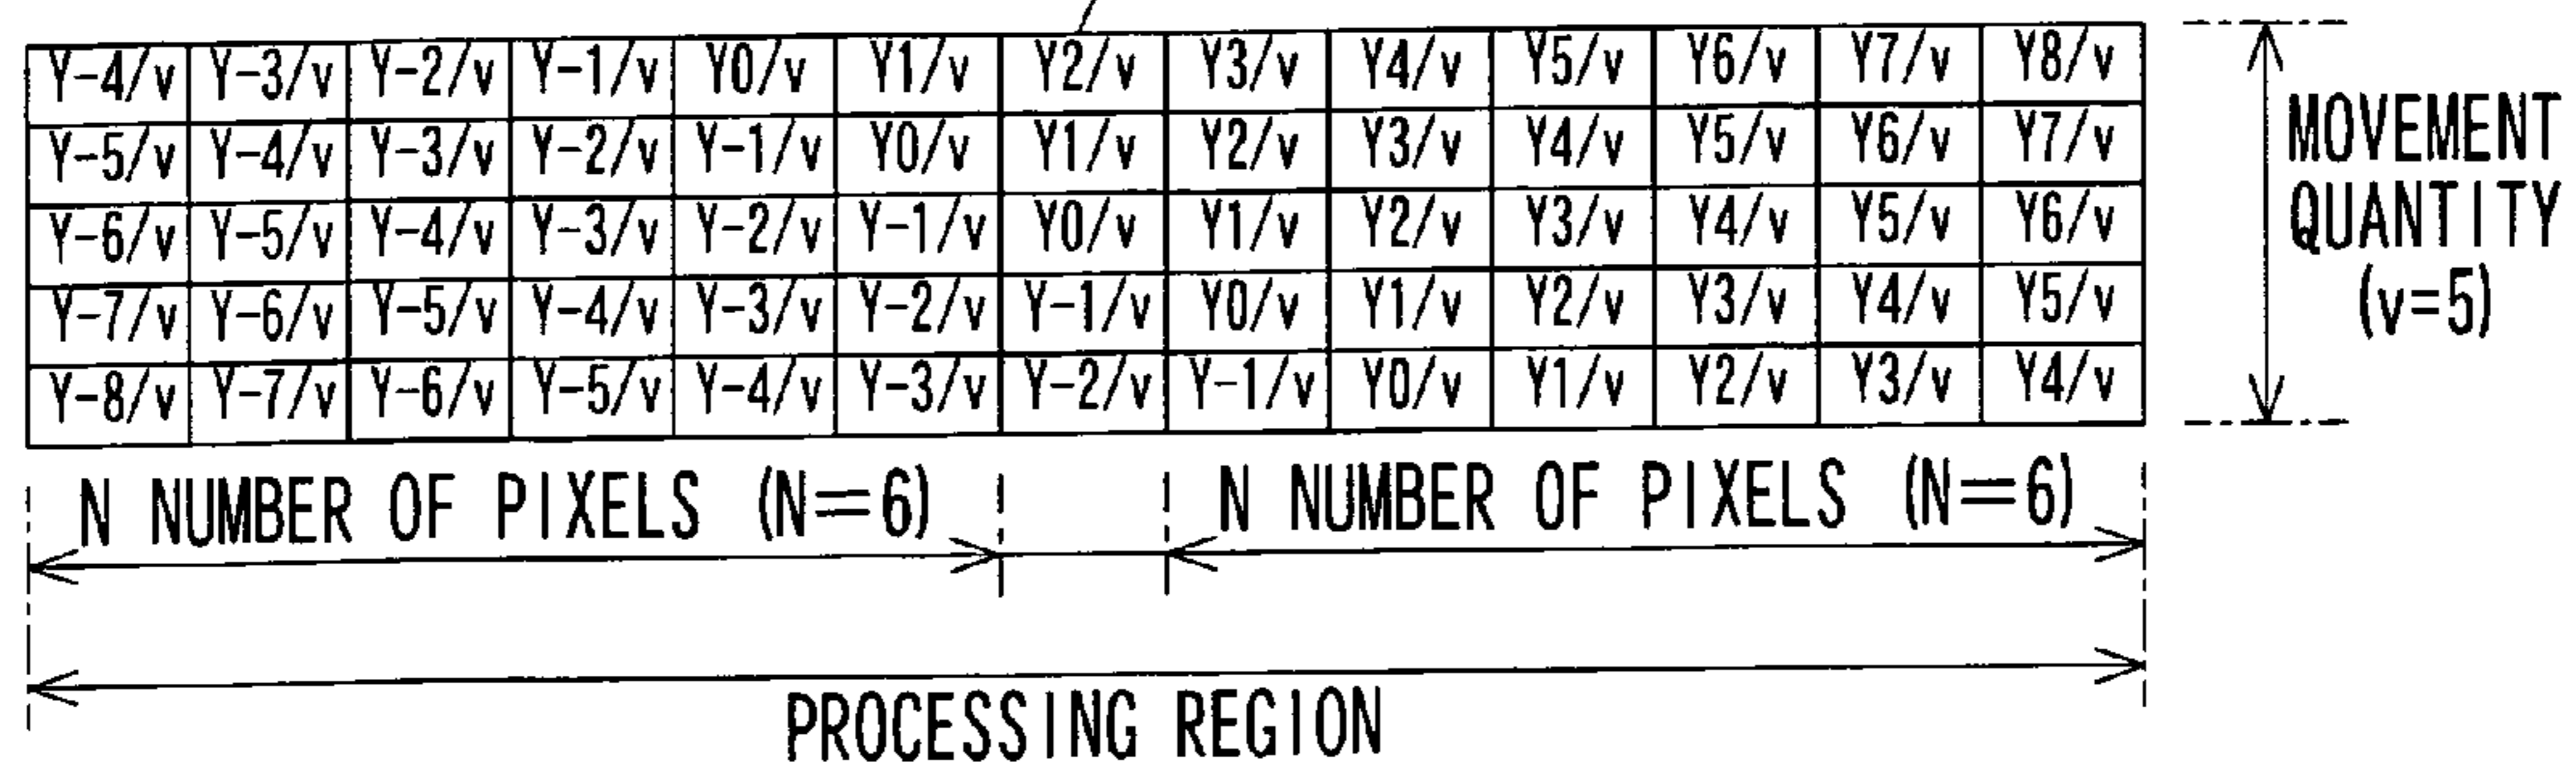 Y-4/v Y-3/v Y-2/v Y-1/v Y0/v Y1/v Y2/v Y3/v Y4/v Y5/v Y6/v Y7/v Y8/v
Y-5/v Y-4/v Y-3/v Y-2/v Y-1/v Y0/v Y1/v Y2/v Y3/v Y4/v Y5/v Y6/v Y7/v
Y-6/v Y-5/v Y-4/v Y-3/v Y-2/v Y-1/v Y0/v Y1/v Y2/v Y3/v Y4/v Y5/v Y6/v
Y-7/v Y-6/v Y-5/v Y-4/v Y-3/v Y-2/v Y-1/v Y0/v Y1/v Y2/v Y3/v Y4/v Y5/v
Y-8/v Y-7/v Y-6/v Y-5/v Y-4/v Y-3/v Y-2/v Y-1/v Y0/v Y1/v Y2/v Y3/v Y4/v
MOVEMENT
QUANTITY
(v=5)
N NUMBER OF PIXELS (N=6)
N NUMBER OF PIXELS (N=6)
PROCESSING REGION